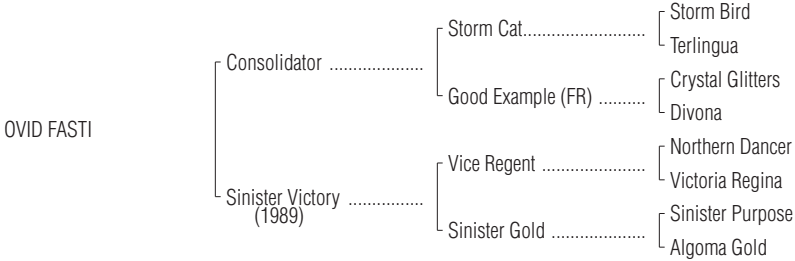 OVID FASTI
Consolidator ....................
Sinister Victory ................
(1989)
Storm Cat..........................
Good Example (FR) ..........
Vice Regent ......................
Sinister Gold ....................
Storm Bird
Terlingua
Crystal Glitters
Divona
Northern Dancer
Victoria Regina
Sinister Purpose
Algoma Gold